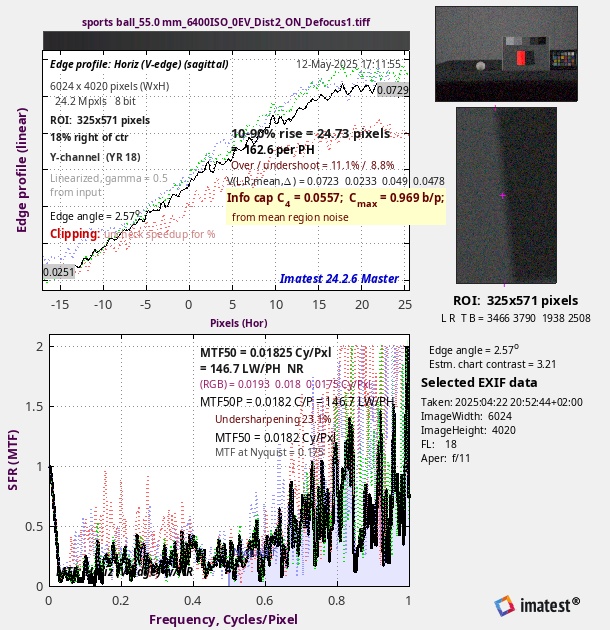 sports ball_55.0 mm_6400ISO_0EV_Dist2_ON_Defocus1.tiff
Edge profile: Horiz (V-edge) (sagittal)
12-May-2025 17:11:55
6024 x 4020 pixels (WxH)
24.2 Mpxls 8 bit
0.0729
ROI: 325x571 pixels
18% right of ctr
10-90% rise = 24.73 pixels
= 162.6 per PH
Y-channel (YR 18)
Over / undershoot = 11.1% / 8.8%
Linearized, gamma = 0.5
from input
V(L,R,mean,Δ) = 0.0723 0.0233 0.049 0.0478
Info cap C4 = 0.0557; Cmax = 0.969 b/p;
from mean region noise
Edge angle = 2.57º
Clipping: uncheck speedup for %
0.0251
Imatest 24.2.6 Master
Edge profile (linear)
-15 -10 -5 0 5 10 15 20 25
Pixels (Hor)
ROI: 325x571 pixels
L R T B = 3466 3790 1938 2508
Edge angle = 2.57º
Estm. chart contrast = 3.21
Selected EXIF data
Taken: 2025:04:22 20:52:44+02:00
ImageWidth: 6024
ImageHeight: 4020
FL: 18
Aper: f/11
MTF50 = 0.01825 Cy/Pxl
= 146.7 LW/PH NR
(RGB) = 0.0193 0.018 0.0175 Cy/Pxl
MTF50P = 0.0182 C/P = 146.7 LW/PH
Undersharpening 23.1%
MTF50 = 0.0182 Cy/Pxl
MTF at Nyquist = 0.175
SFR (MTF)
2
1.5
1
0.5
0
0 0.2 0.4 0.6 0.8 1
Frequency, Cycles/Pixel
imatest®